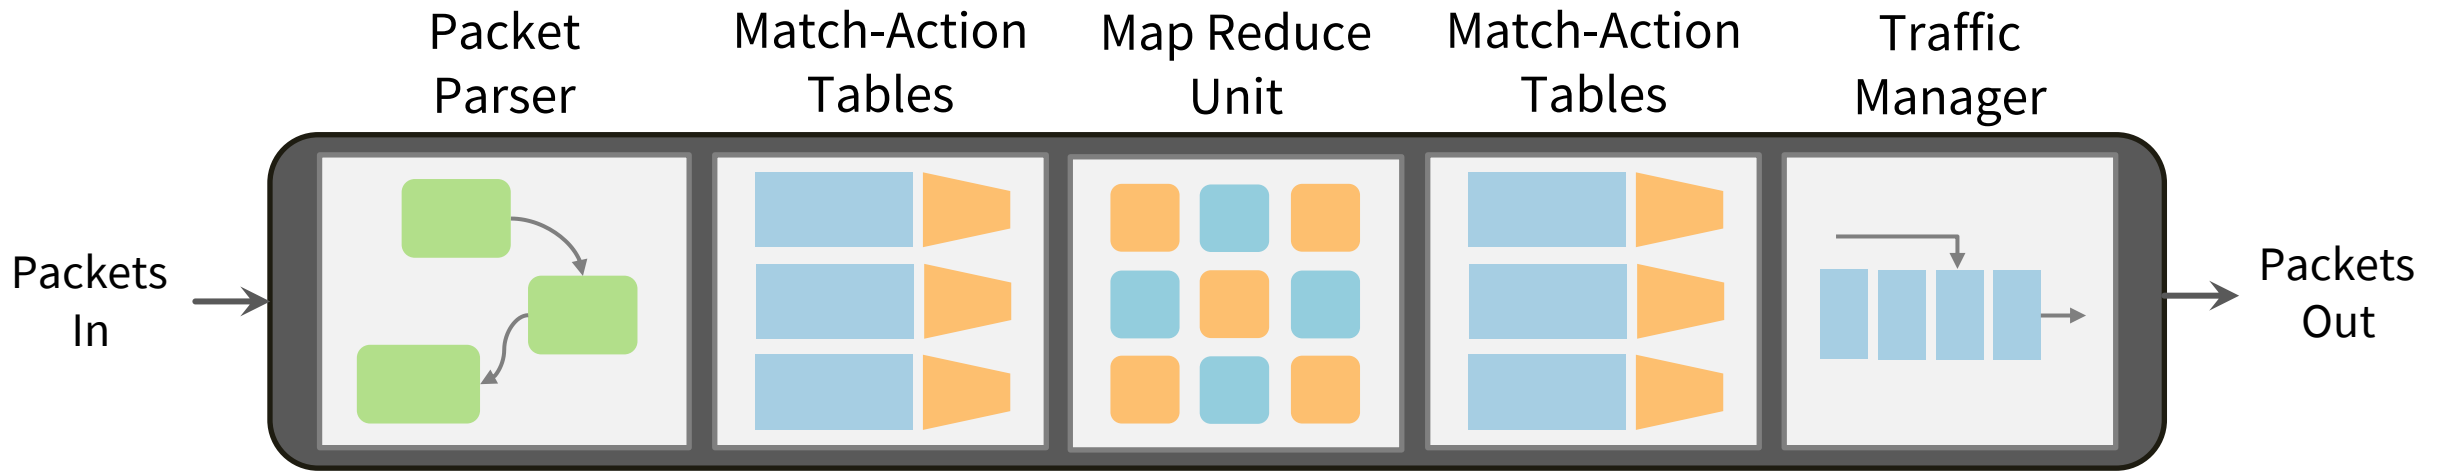 Packet
Parser
Match-Action
Tables
Map Reduce
Unit
Match-Action
Tables
Traffic
Manager
Packets
In
Packets
Out